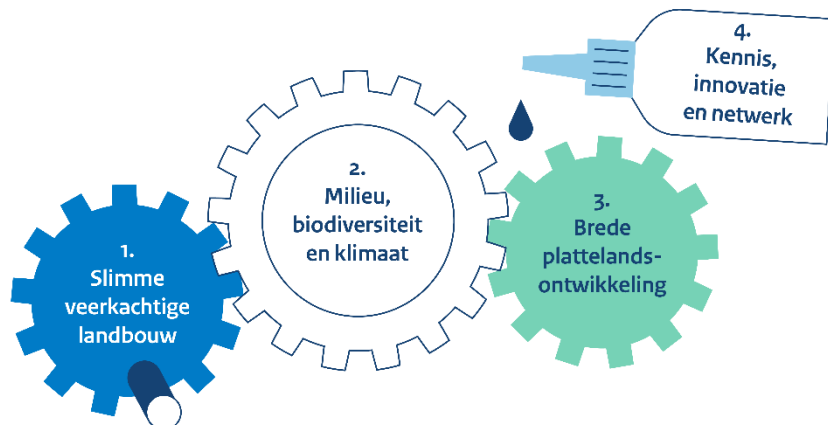 1.
Slimme
veerkachtige
landbouw
2.
Milieu,
biodiversiteit
en klimaat
3.
Brede
plattelands-
ontwikkeling
4.
Kennis,
innovatie
en netwerk